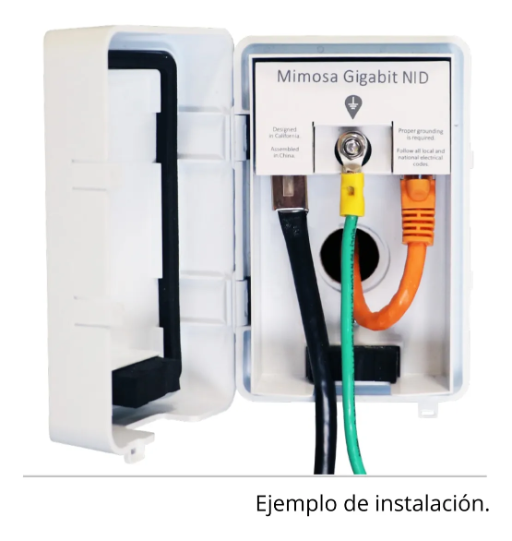 Mimosa Gigabit NID
Designed
in California.
Assembled
in China.
Proper grounding
is required.
Follow all local and
national electrical
codes.
Ejemplo de instalación.